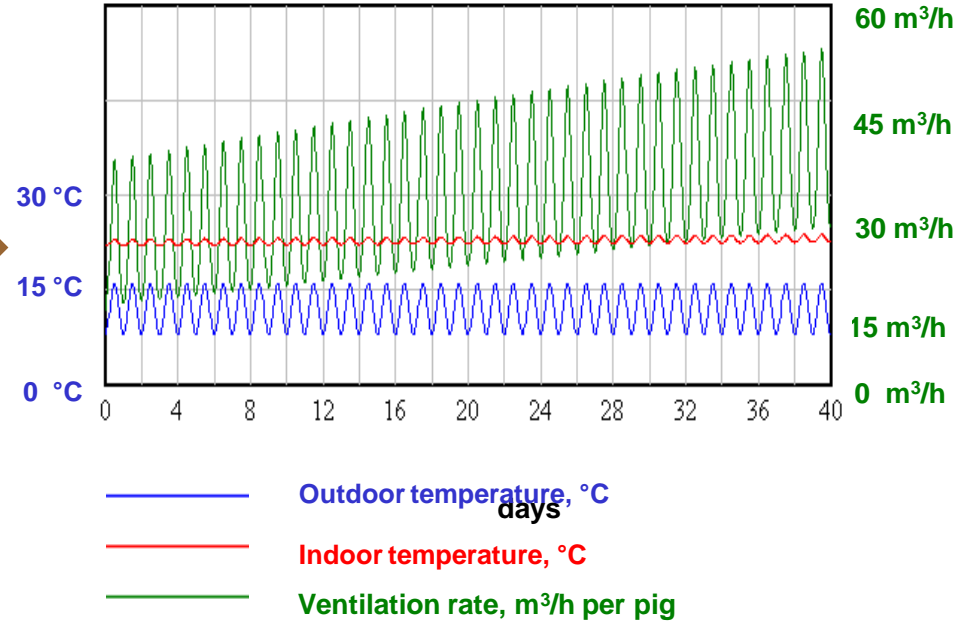 60 m³/h
45 m³/h
30 °C
30 m³/h
15 °C
15 m³/h
0 °C
0 m³/h
0 4 8 12 16 20 24 28 32 36 40
Outdoor temperature, °C
days
Indoor temperature, °C
Ventilation rate, m³/h per pig